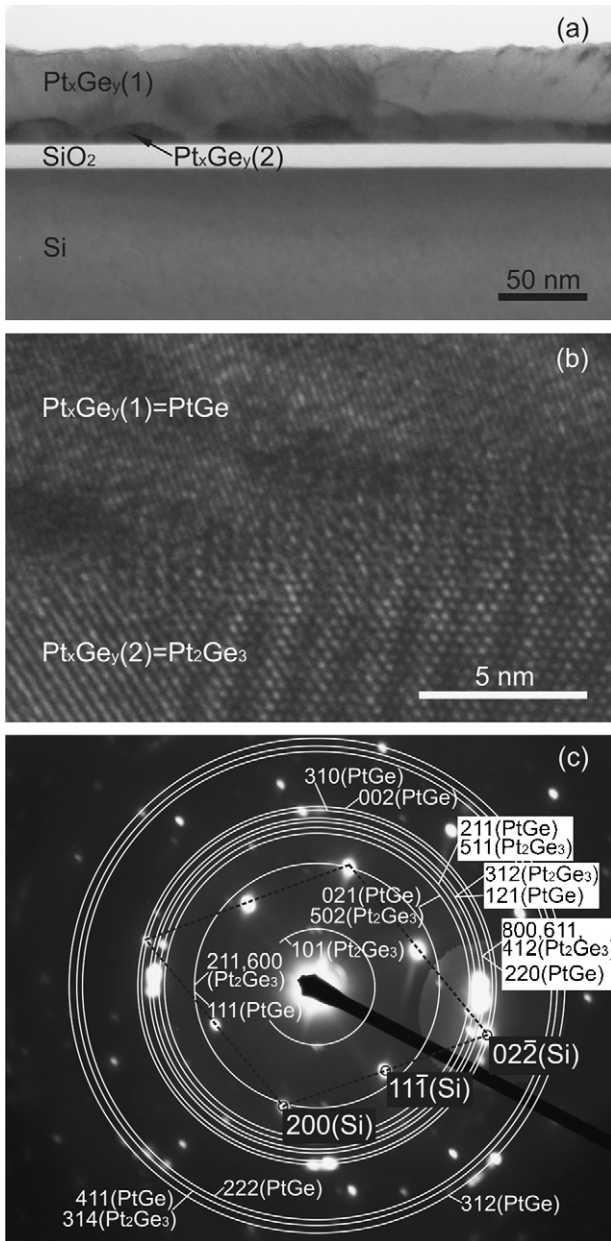 (a)
PtxGey(1)
SiO₂
PtxGey(2)
Si
50 nm
(b)
PtxGey(1)=PtGe
PtxGey(2)=Pt₂Ge₃
5 nm
(c)
310(PtGe)
002(PtGe)
211(PtGe)
511(Pt₂Ge₃)
312(Pt₂Ge₃)
121(PtGe)
021(PtGe)
502(Pt₂Ge₃)
101(Pt₂Ge₃)
211,600
(Pt₂Ge₃)
111(PtGe)
800,611,
412(Pt₂Ge₃)
220(PtGe)
022̄(Si)
111̄(Si)
200(Si)
222(PtGe)
411(PtGe)
314(Pt₂Ge₃)
312(PtGe)